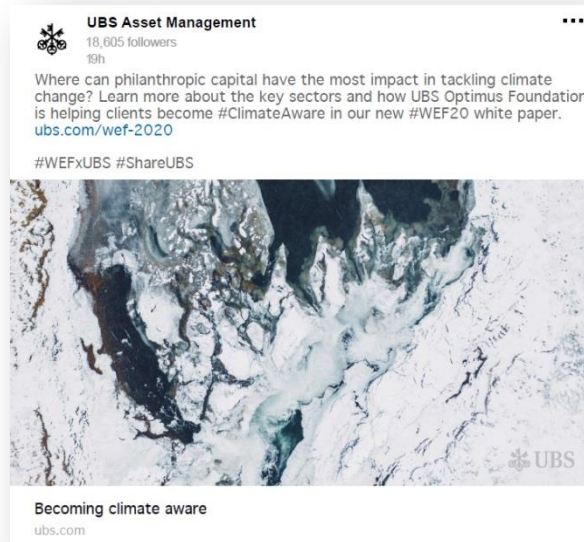 UBS Asset Management
18,605 followers
19h
Where can philanthropic capital have the most impact in tackling climate
change? Learn more about the key sectors and how UBS Optimus Foundation
is helping clients become #ClimateAware in our new #WEF20 white paper.
ubs.com/wef-2020
#WEFxUBS #ShareUBS
UBS
Becoming climate aware
ubs.com